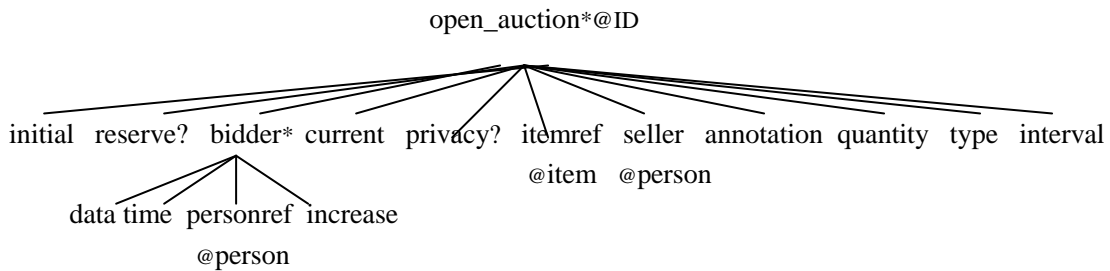 open_auction*@ID
initial reserve? bidder* current privacy? itemref seller annotation quantity type interval
@item @person
data time personref increase
@person